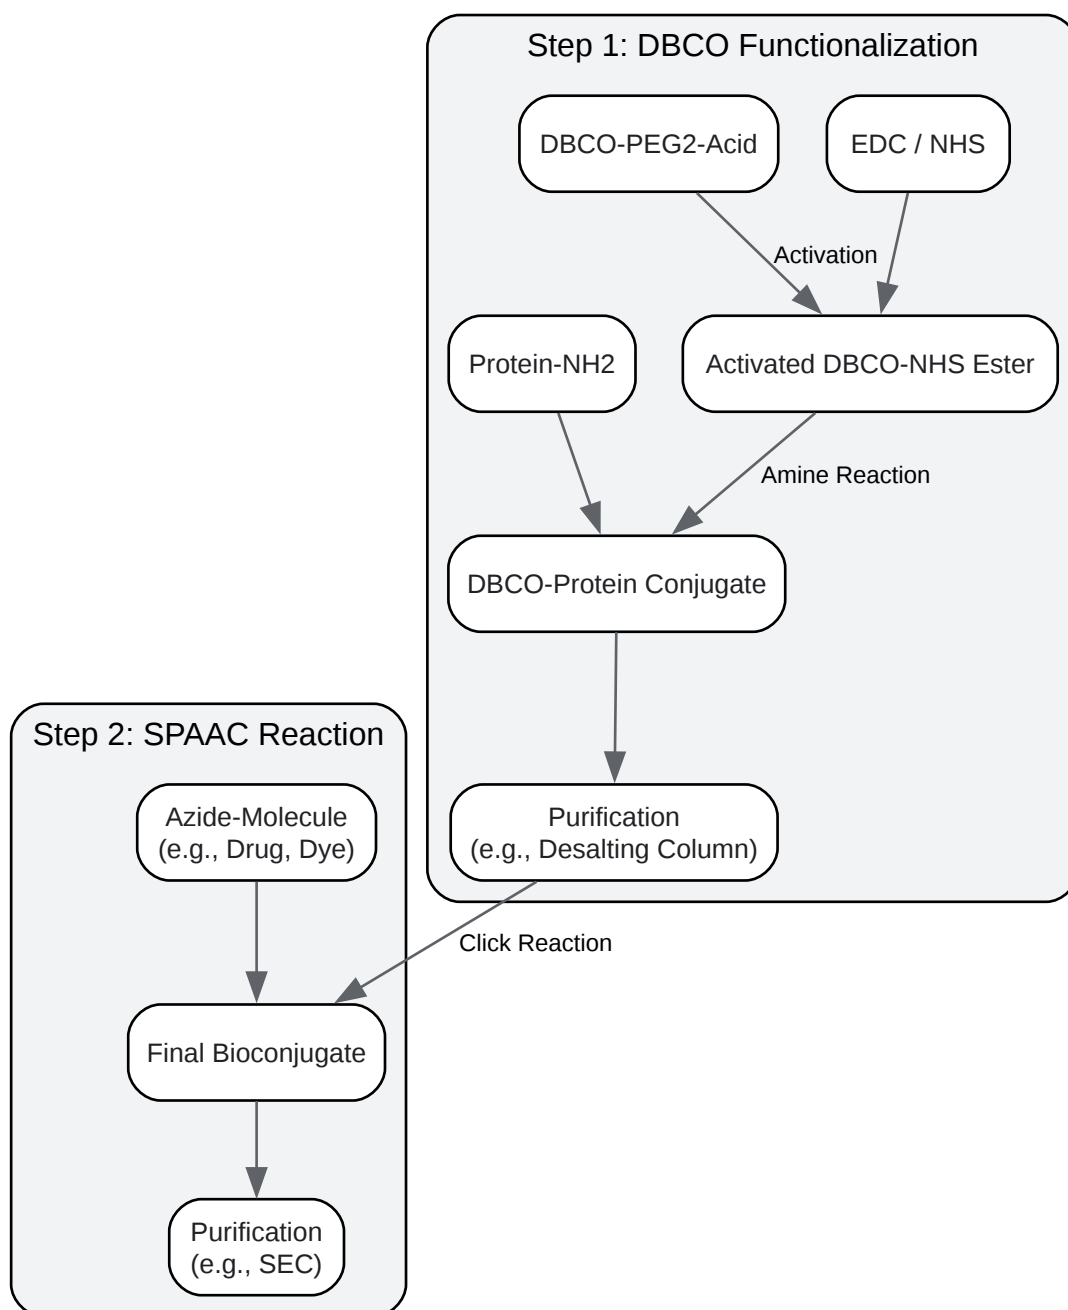 Step 1: DBCO Functionalization
DBCO-PEG2-Acid
EDC / NHS
Activation
Protein-NH2
Activated DBCO-NHS Ester
Amine Reaction
DBCO-Protein Conjugate
Purification
(e.g., Desalting Column)
Step 2: SPAAC Reaction
Azide-Molecule
(e.g., Drug, Dye)
Click Reaction
Final Bioconjugate
Purification
(e.g., SEC)